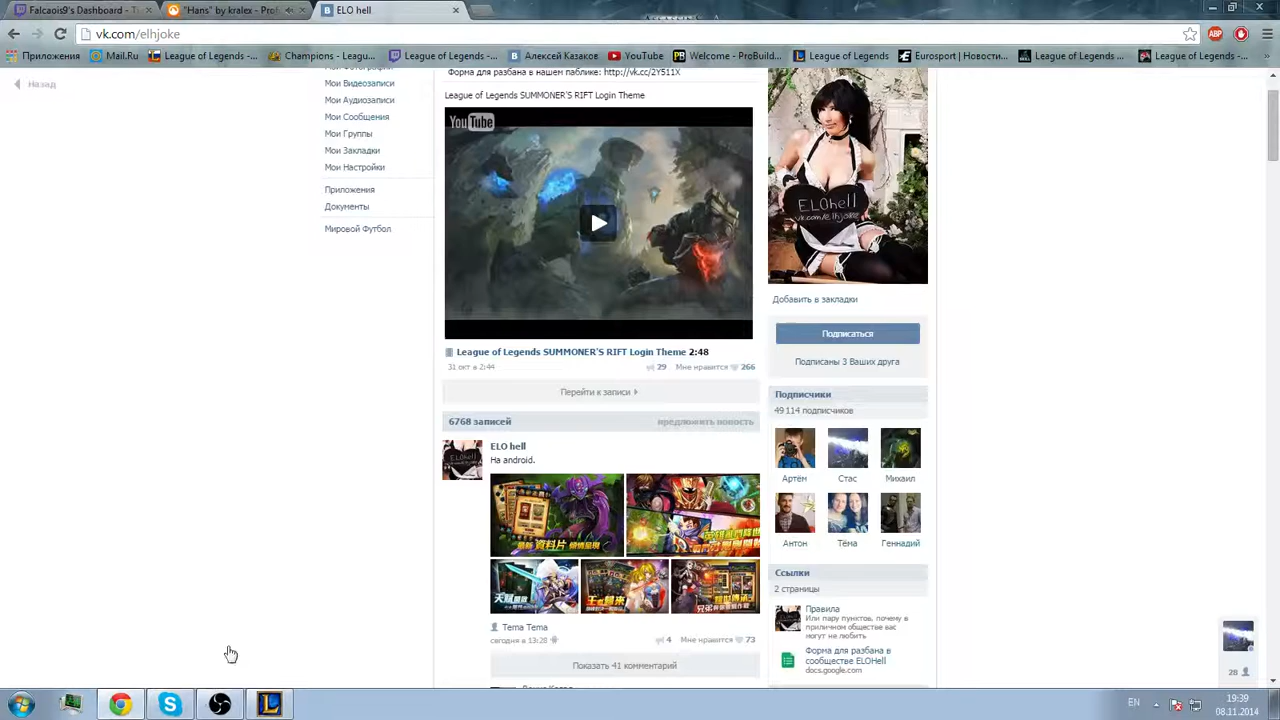 Falcaois9's Dashboard - Tw
"Hans" by kralex - Prof
ELO hell
vk.com/elhjoke
Приложения
Mail.Ru
League of Legends -...
Champions - Leagu...
League of Legends -...
Алексей Казаков
YouTube
Welcome - ProBuild...
League of Legends
Eurosport | Новости...
League of Legends ...
League of Legends -...
Назад
Мои Видеозаписи
Мои Аудиозаписи
Мои Сообщения
Мои Группы
Мои Закладки
Мои Настройки
Приложения
Документы
Мировой Футбол
Форма для разбана в нашем паблике: http://vk.cc/2Y511X
League of Legends SUMMONER'S RIFT Login Theme
YouTube
League of Legends SUMMONER'S RIFT Login Theme 2:48
31 окт в 2:44
29
Мне нравится 266
Перейти к записи
6768 записей
предложить новость
ELO hell
На android.
Tema Tema
сегодня в 13:28
4
Мне нравится 73
Показать 41 комментарий
ELOhell
vk.com/elhjoke
Добавить в закладки
Подписаться
Подписаны 3 Ваших друга
Подписчики
49 114 подписчиков
Артём
Стас
Михаил
Антон
Тёма
Геннадий
Ссылки
2 страницы
Правила
Или пару пунктов, почему в
приличном обществе вас
могут не любить
Форма для разбана в
сообществе ELOHell
docs.google.com
28
EN
19:39
08.11.2014